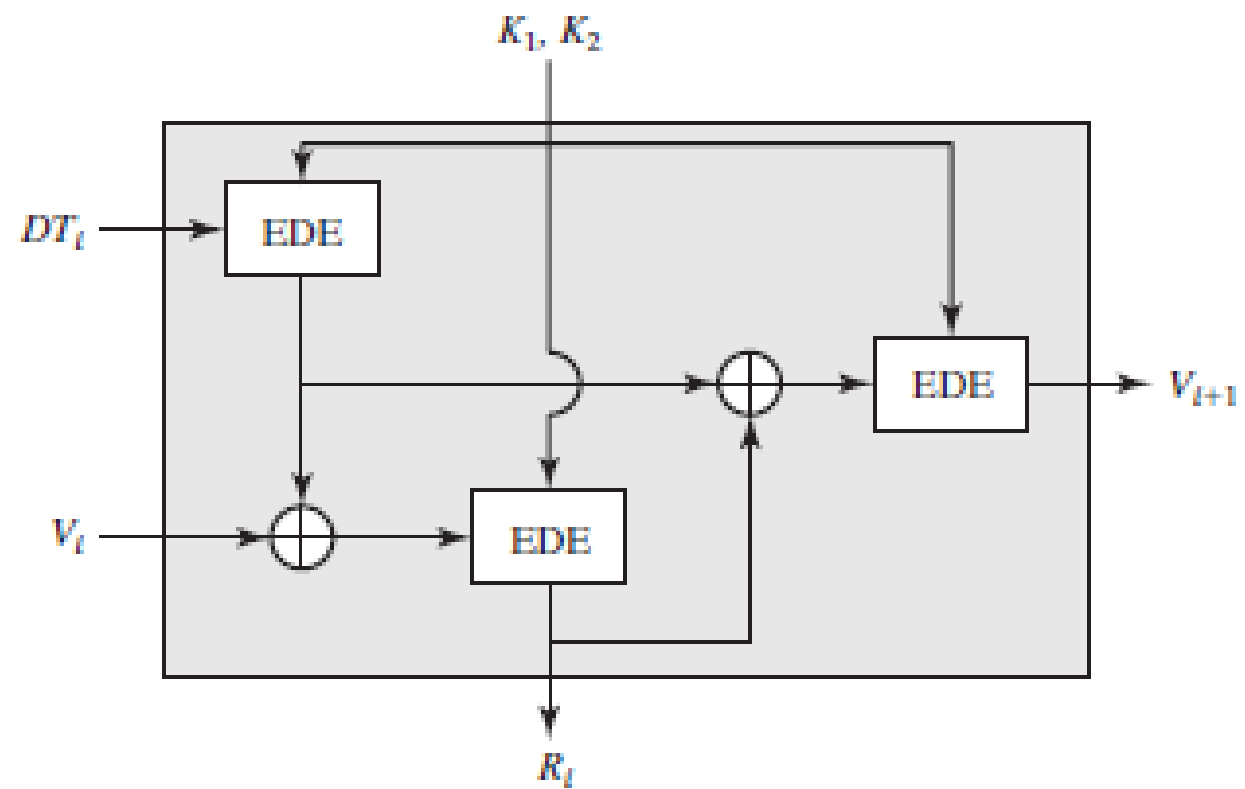 K₁, K₂
DTᵢ
EDE
EDE
Vᵢ₊₁
Vᵢ
EDE
Rᵢ